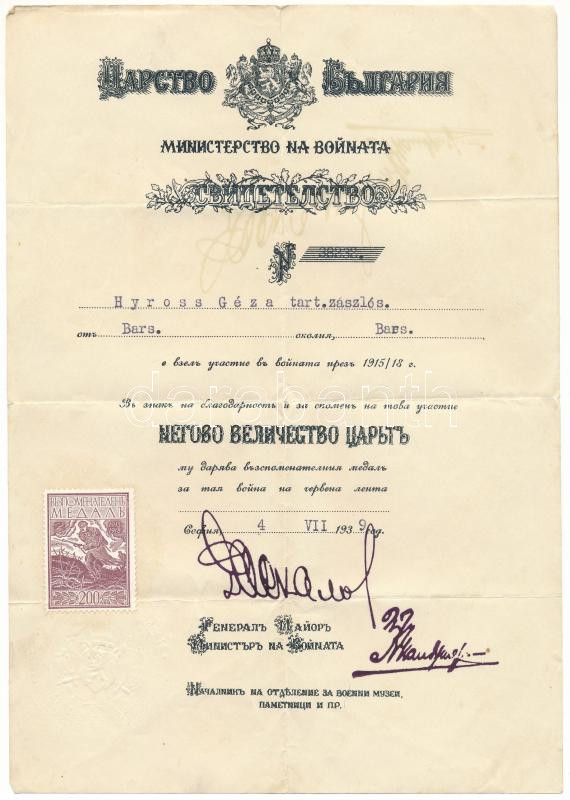 Царство България
Министерство на войната
Свидетелство
№ 38232.
Hyross Géza tart.zászlós.
отъ Bars. околия, Bars.
е взелъ участие въ войната презъ 1915/18 г.
Въ знакъ на благодарность и за споменъ на това участие
Негово Величество Царьтъ
му дарява възпоменателния медалъ
за тая война на червена лента
София, 4 VII 1939 год.
ВЪЗПОМЕНАТЕЛЕНЪ
МЕДАЛЪ
200 лева
Генералъ Майоръ
Министъръ на Войната
Началникъ на отдѣление за военни музеи,
паметници и пр.
darabanth